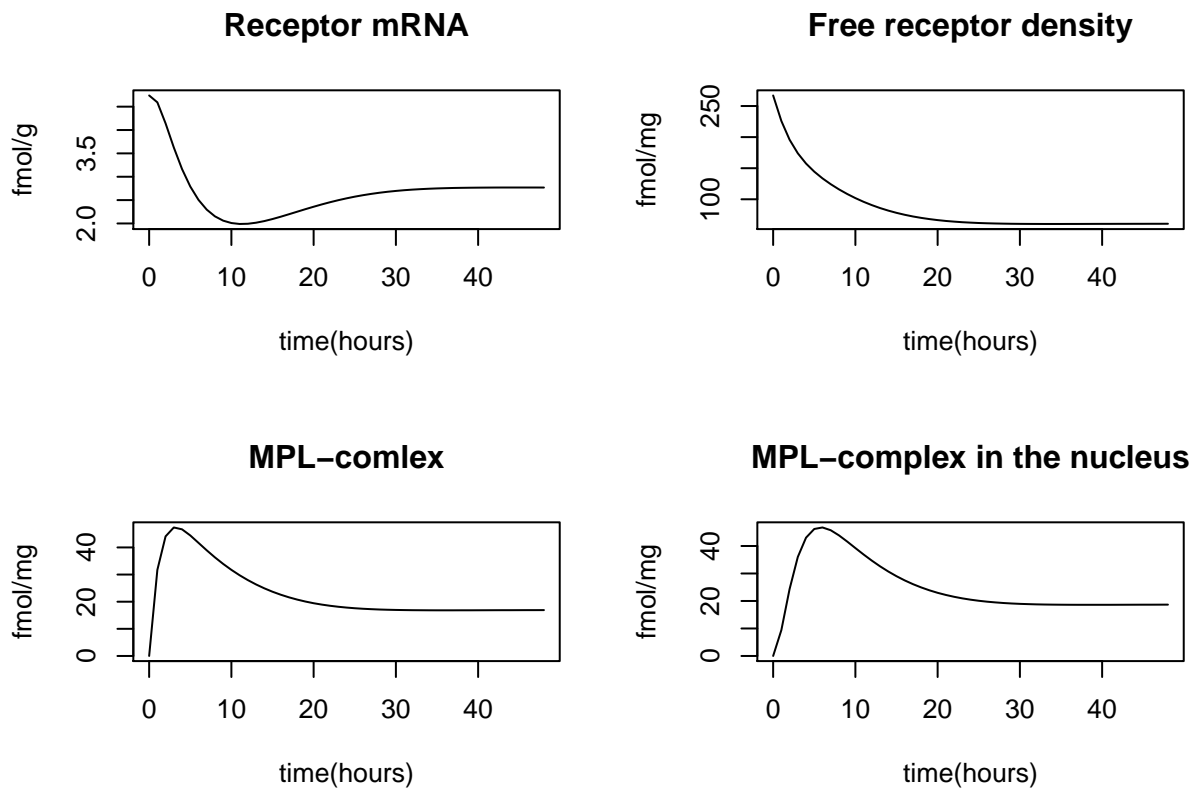 Receptor mRNA
fmol/g
2.0 3.5
0 10 20 30 40
time(hours)
Free receptor density
fmol/mg
100 250
0 10 20 30 40
time(hours)
MPL−comlex
fmol/mg
0 20 40
0 10 20 30 40
time(hours)
MPL−complex in the nucleus
fmol/mg
0 20 40
0 10 20 30 40
time(hours)